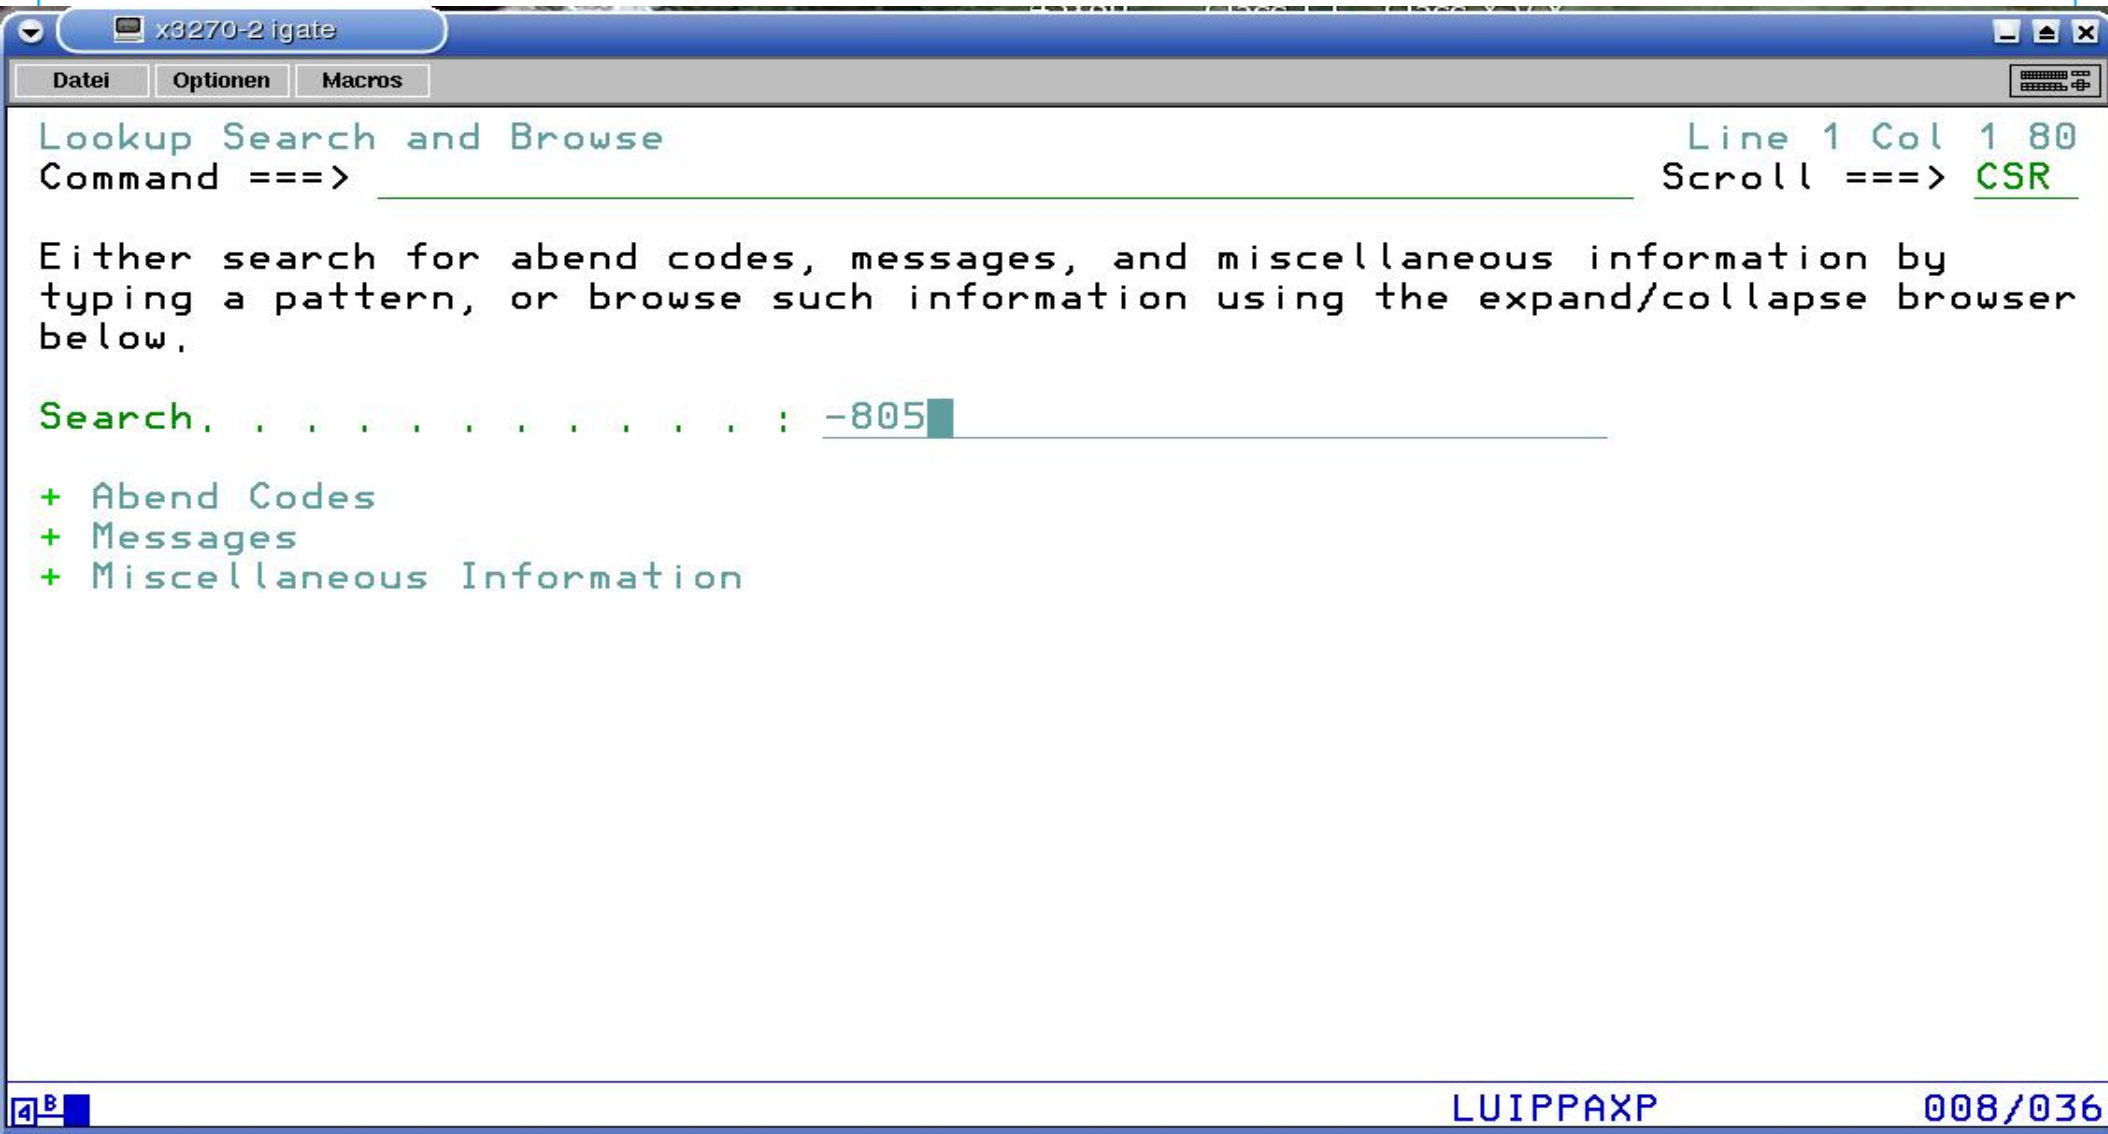 x3270-2 igate
Datei Optionen Macros
Lookup Search and Browse Line 1 Col 1 80
Command ===> Scroll ===> CSR
Either search for abend codes, messages, and miscellaneous information by
typing a pattern, or browse such information using the expand/collapse browser
below.
Search. . . . . . . . . . . : -805
+ Abend Codes
+ Messages
+ Miscellaneous Information
4 B LUIPPAXP 008/036